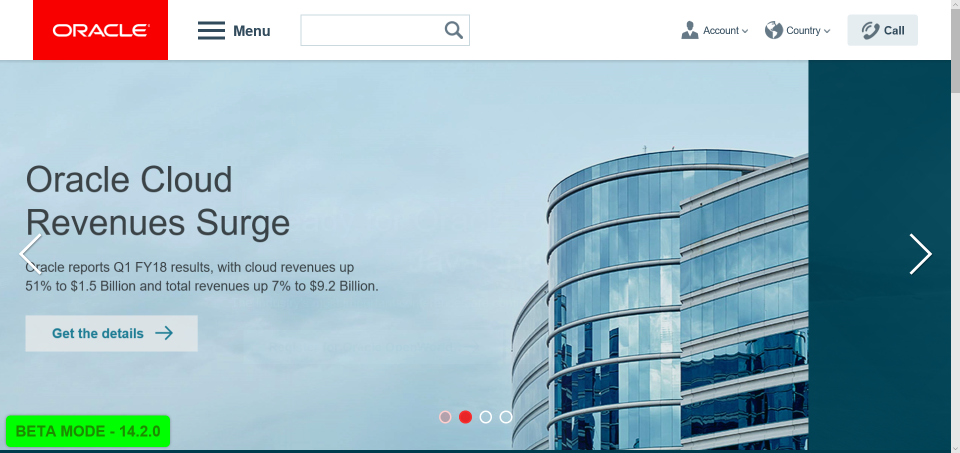 ORACLE
Menu
Account
Country
Call
Oracle Cloud
Revenues Surge
Oracle reports Q1 FY18 results, with cloud revenues up
51% to $1.5 Billion and total revenues up 7% to $9.2 Billion.
Get the details
BETA MODE - 14.2.0